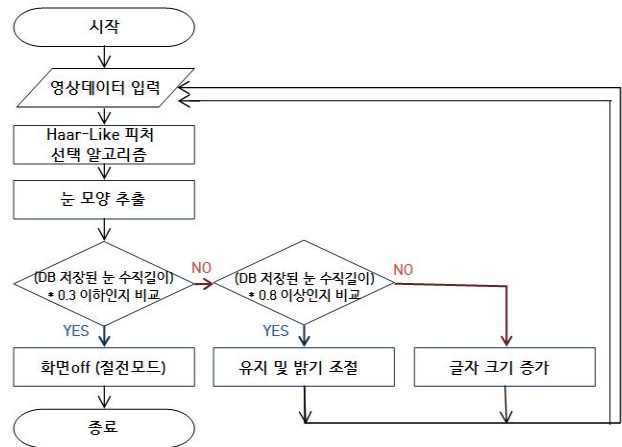 시작
영상데이터 입력
Haar-Like 피처
선택 알고리즘
눈 모양 추출
(DB 저장된 눈 수직길이)
* 0.3 이하인지 비교
NO
(DB 저장된 눈 수직길이)
* 0.8 이상인지 비교
NO
YES
YES
화면off (절전모드)
유지 및 밝기 조절
글자 크기 증가
종료